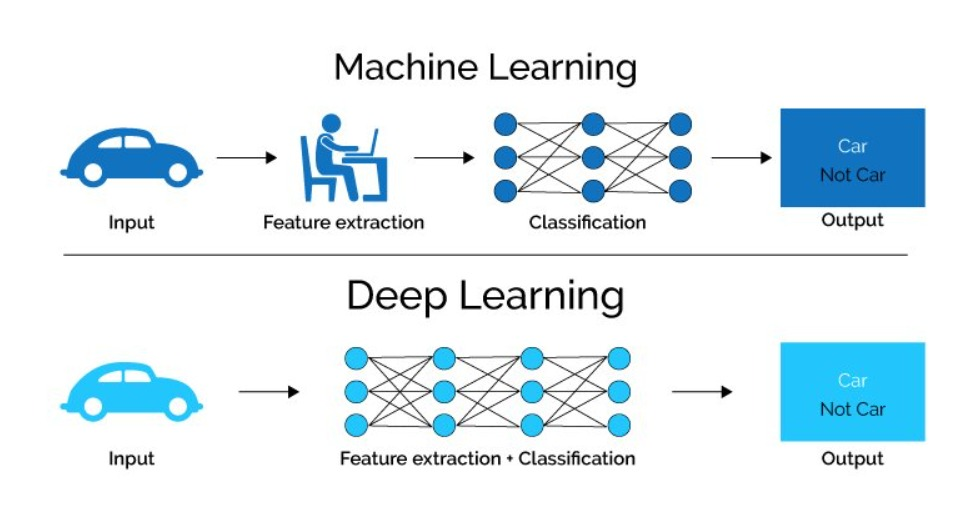 Machine Learning
Car
Not Car
Input
Feature extraction
Classification
Output
Deep Learning
Car
Not Car
Input
Feature extraction + Classification
Output